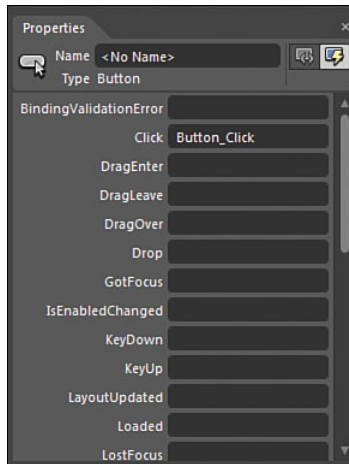 Properties
Name <No Name>
Type Button
BindingValidationError
Click Button_Click
DragEnter
DragLeave
DragOver
Drop
GotFocus
IsEnabledChanged
KeyDown
KeyUp
LayoutUpdated
Loaded
LostFocus